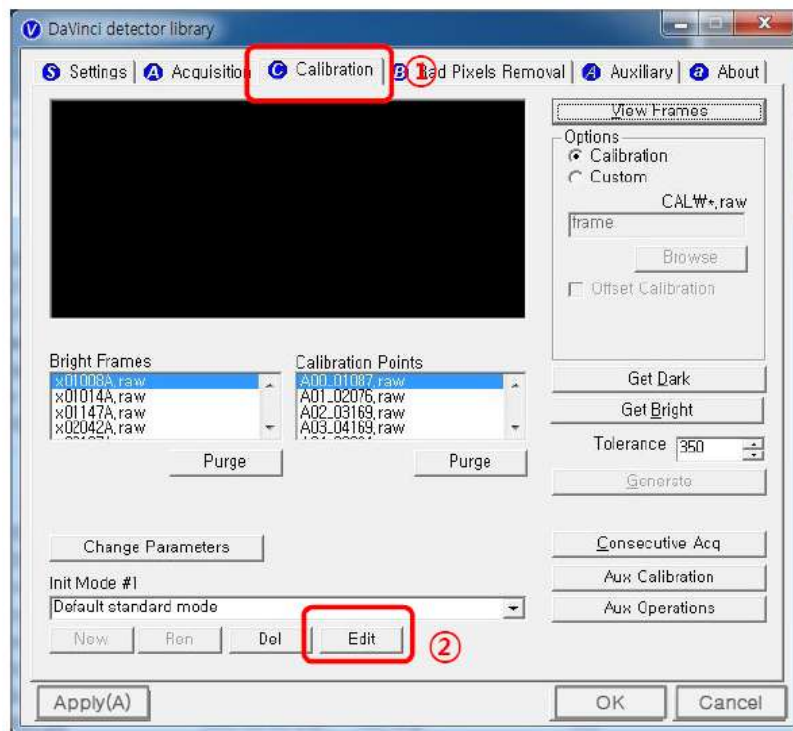 DaVinci detector library
Settings Acquisition Calibration Bad Pixels Removal Auxiliary About
①
View Frames
Options
Calibration
Custom
CAL₩*,raw
frame
Browse
Offset Calibration
Bright Frames
x01008A,raw
x01014A,raw
x01147A,raw
x02042A,raw
Purge
Calibration Points
A00_01087,raw
A01_02076,raw
A02_03169,raw
A03_04169,raw
Purge
Get Dark
Get Bright
Tolerance 350
Generate
Change Parameters
Consecutive Acq
Init Mode #1
Aux Calibration
Default standard mode
Aux Operations
New Ren Del Edit ②
Apply(A) OK Cancel